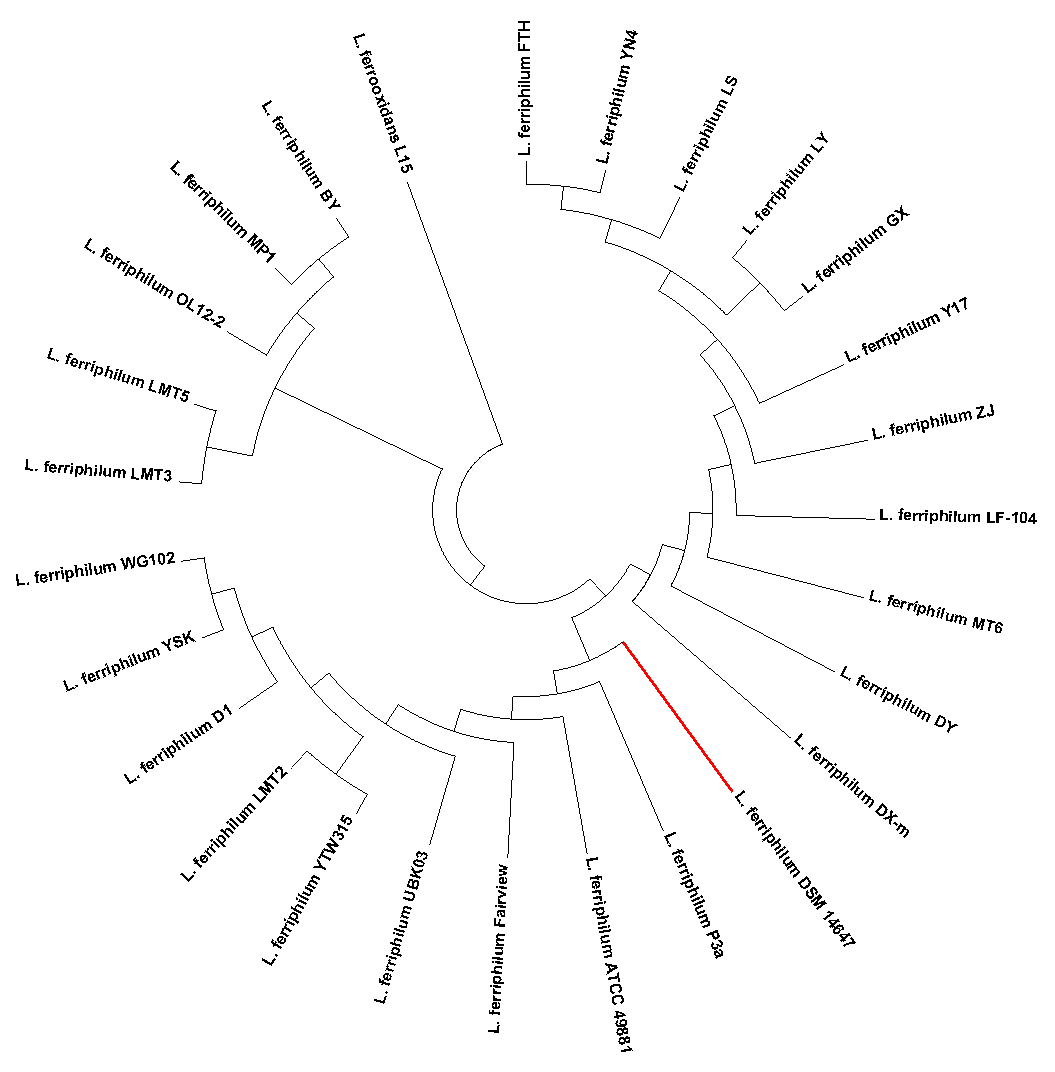 L. ferriphilum FTH
L. ferriphilum YN4
L. ferriphilum LS
L. ferriphilum LY
L. ferriphilum GX
L. ferriphilum Y17
L. ferriphilum ZJ
L. ferriphilum LF-104
L. ferriphilum MT6
L. ferriphilum DY
L. ferriphilum DX-m
L. ferriphilum DSM 14647
L. ferriphilum P3a
L. ferriphilum ATCC 49881
L. ferriphilum Fairview
L. ferriphilum UBK03
L. ferriphilum YTW315
L. ferriphilum LMT2
L. ferriphilum D1
L. ferriphilum YSK
L. ferriphilum WG102
L. ferriphilum LMT3
L. ferriphilum LMT5
L. ferriphilum OL12-2
L. ferriphilum MP1
L. ferriphilum BY
L. ferrooxidans L15